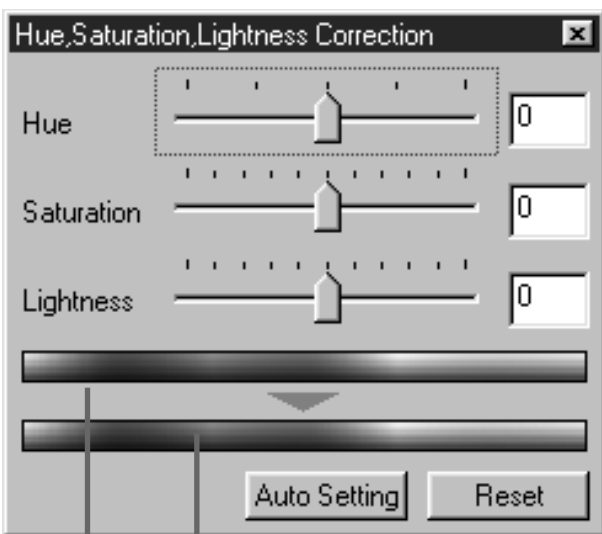 Hue,Saturation,Lightness Correction
Hue 0
Saturation 0
Lightness 0
Auto Setting Reset